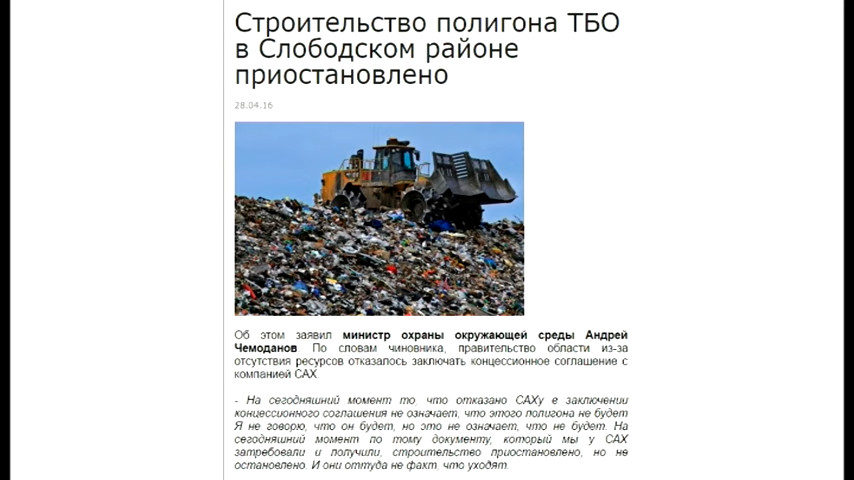 Строительство полигона ТБО
в Слободском районе
приостановлено
28.04.16
Об этом заявил министр охраны окружающей среды Андрей
Чемоданов. По словам чиновника, правительство области из-за
отсутствия ресурсов отказалось заключать концессионное соглашение с
компанией САХ.
- На сегодняшний момент то, что отказано САХу в заключении
концессионного соглашения не означает, что этого полигона не будет
Я не говорю, что он будет, но это не означает, что не будет. На
сегодняшний момент по тому документу, который мы у САХ
затребовали и получили, строительство приостановлено, но не
остановлено. И они оттуда не факт, что уходят.